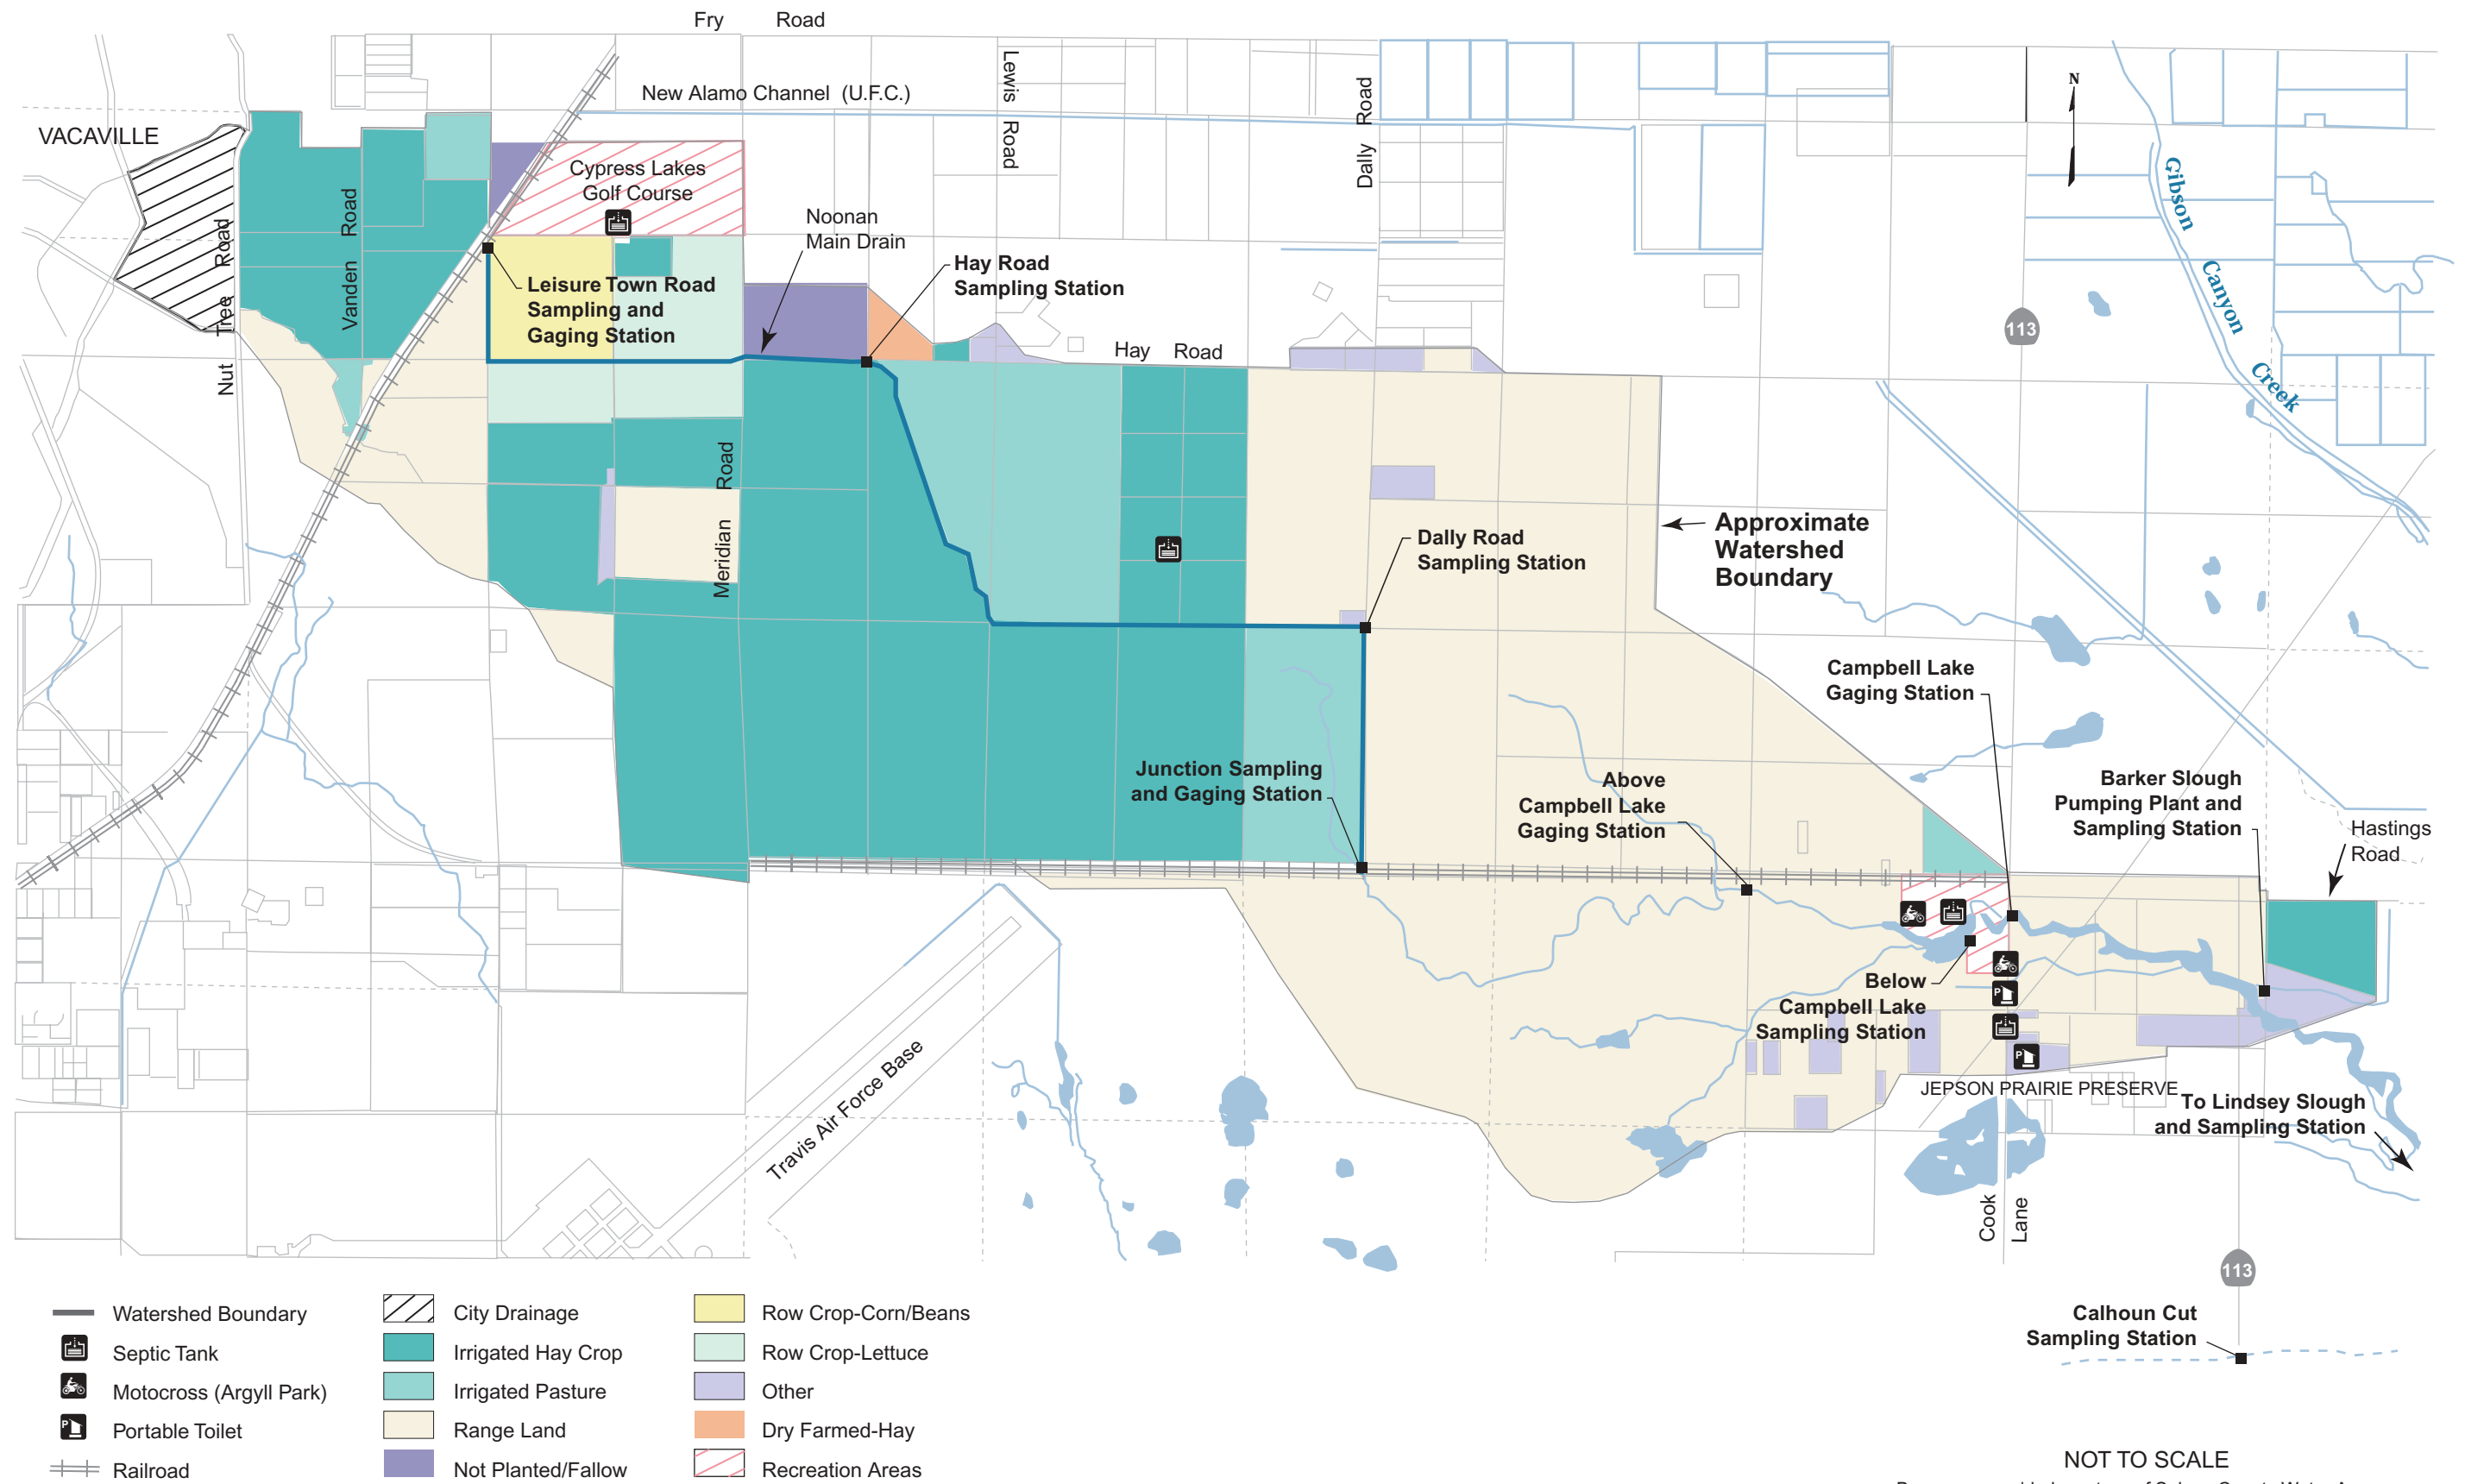 Fry Road
New Alamo Channel (U.F.C.)
Lewis Road
Dally Road
N
VACAVILLE
Cypress Lakes
Golf Course
Noonan
Main Drain
Hay Road
Sampling Station
Leisure Town Road
Sampling and
Gaging Station
Nut Tree Road
Vanden Road
Hay Road
113
Gibson Canyon Creek
Meridian Road
Approximate
Watershed
Boundary
Dally Road
Sampling Station
Campbell Lake
Gaging Station
Junction Sampling
and Gaging Station
Above
Campbell Lake
Gaging Station
Barker Slough
Pumping Plant and
Sampling Station
Hastings
Road
Below
Campbell Lake
Sampling Station
P
P
Travis Air Force Base
JEPSON PRAIRIE PRESERVE
To Lindsey Slough
and Sampling Station
Cook Lane
113
Calhoun Cut
Sampling Station
Watershed Boundary
Septic Tank
Motocross (Argyll Park)
P Portable Toilet
Railroad
City Drainage
Irrigated Hay Crop
Irrigated Pasture
Range Land
Not Planted/Fallow
Row Crop-Corn/Beans
Row Crop-Lettuce
Other
Dry Farmed-Hay
Recreation Areas
NOT TO SCALE